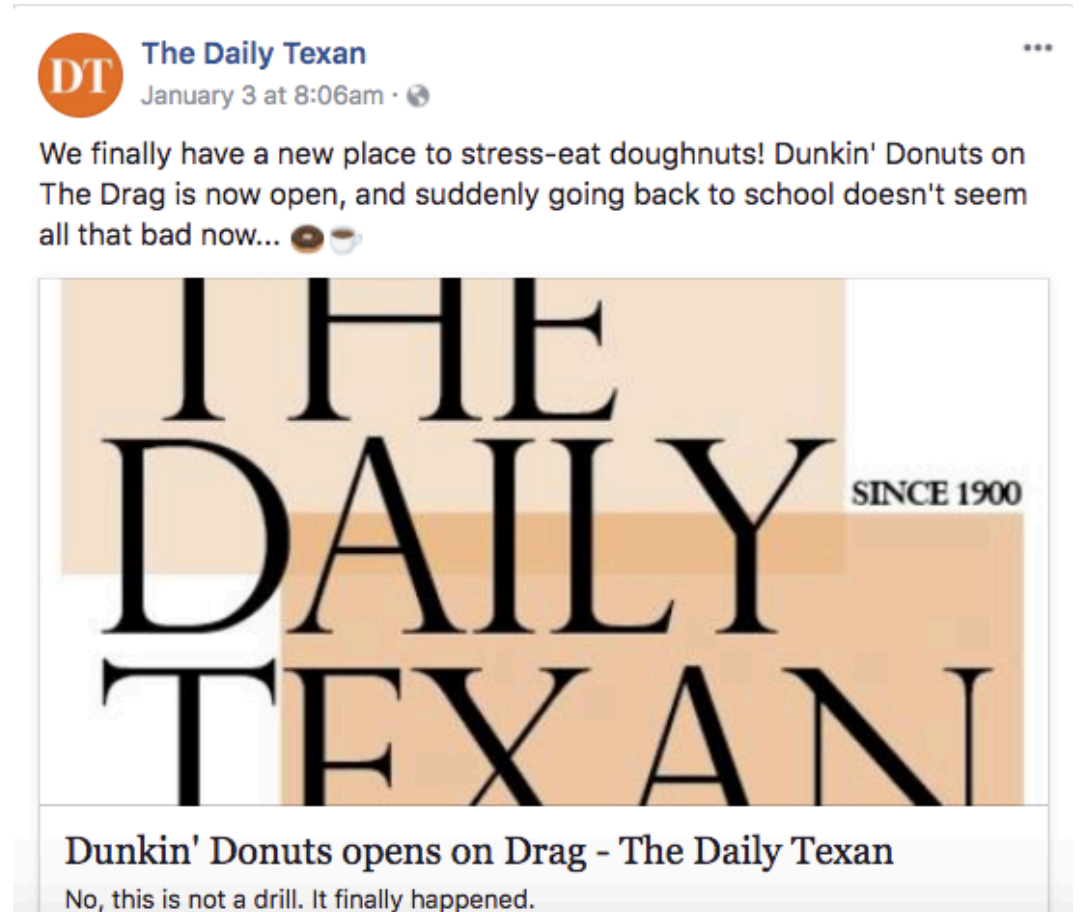 DT
The Daily Texan
January 3 at 8:06am ·
We finally have a new place to stress-eat doughnuts! Dunkin' Donuts on
The Drag is now open, and suddenly going back to school doesn't seem
all that bad now... 🍩☕
THE
DAILY
SINCE 1900
TEXAN
Dunkin' Donuts opens on Drag - The Daily Texan
No, this is not a drill. It finally happened.